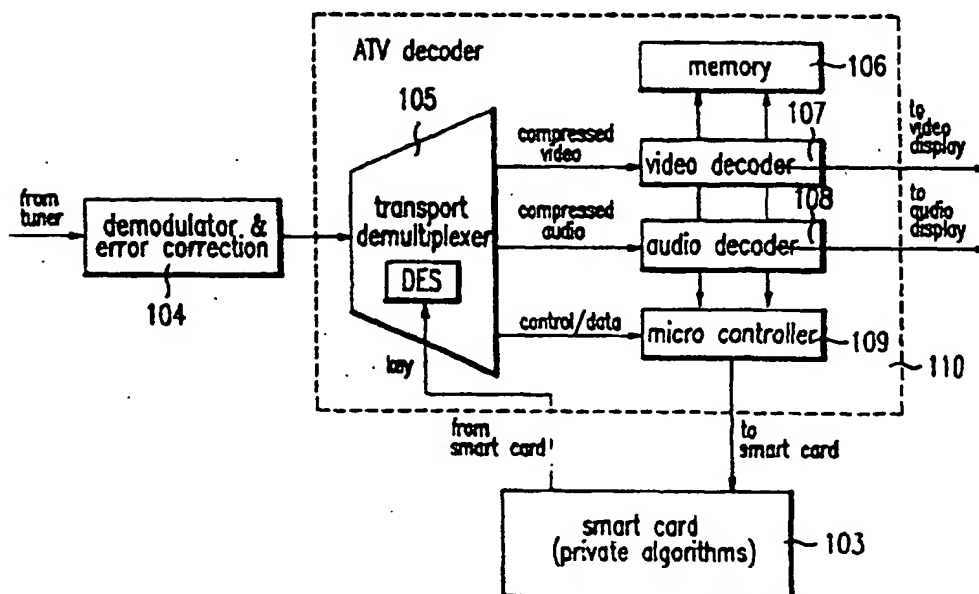 ATV decoder
memory
106
105
107
to
video
display
compressed
video
video decoder
from
tuner
demodulator &
error correction
104
transport
demultiplexer
DES
compressed
audio
108
audio decoder
to
audio
display
control/data
micro controller
109
110
key
from
smart card
to
smart card
smart card
(private algorithms)
103